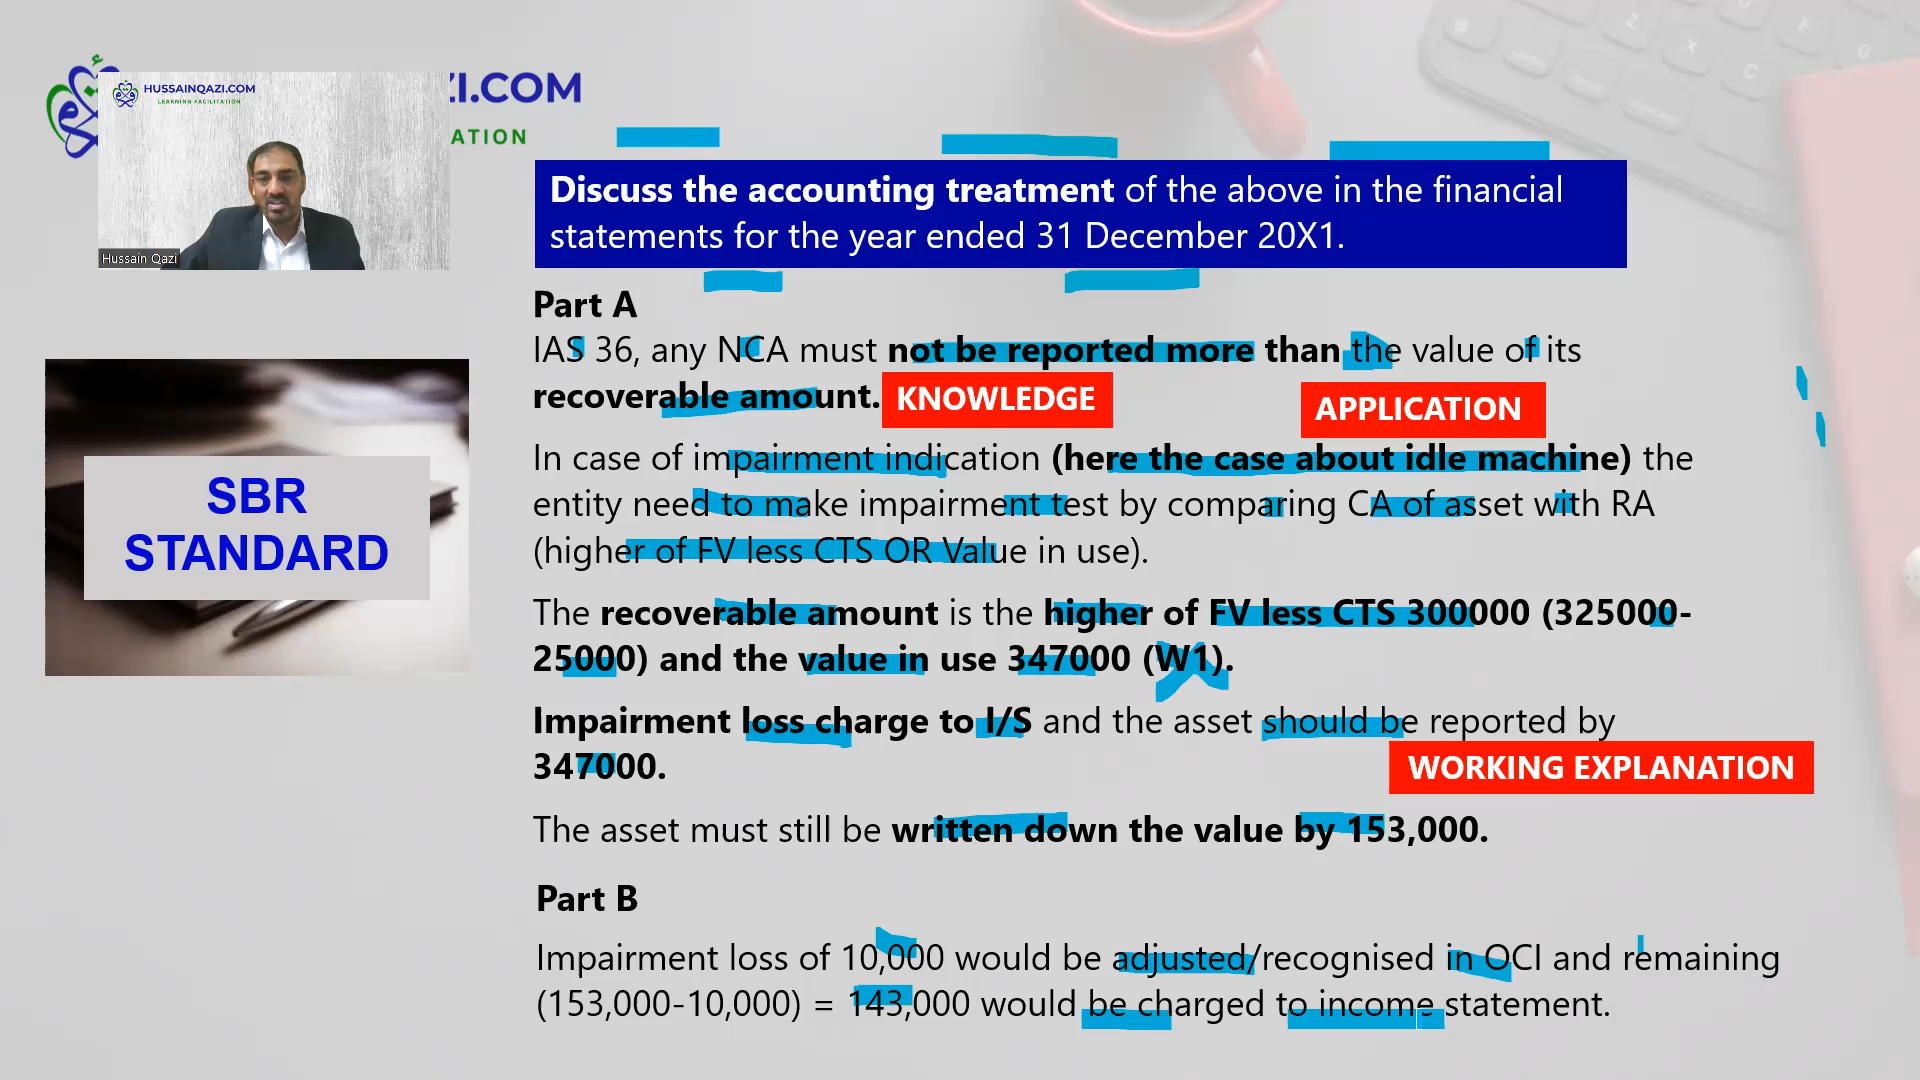 HUSSAINQAZI.COM
LEARNING FACILITATION
ZI.COM
ATION
Hussain Qazi
Discuss the accounting treatment of the above in the financial
statements for the year ended 31 December 20X1.
SBR
STANDARD
Part A
IAS 36, any NCA must not be reported more than the value of its
recoverable amount. KNOWLEDGE
APPLICATION
In case of impairment indication (here the case about idle machine) the
entity need to make impairment test by comparing CA of asset with RA
(higher of FV less CTS OR Value in use).
The recoverable amount is the higher of FV less CTS 300000 (325000-
25000) and the value in use 347000 (W1).
Impairment loss charge to I/S and the asset should be reported by
347000.
WORKING EXPLANATION
The asset must still be written down the value by 153,000.
Part B
Impairment loss of 10,000 would be adjusted/recognised in OCI and remaining
(153,000-10,000) = 143,000 would be charged to income statement.